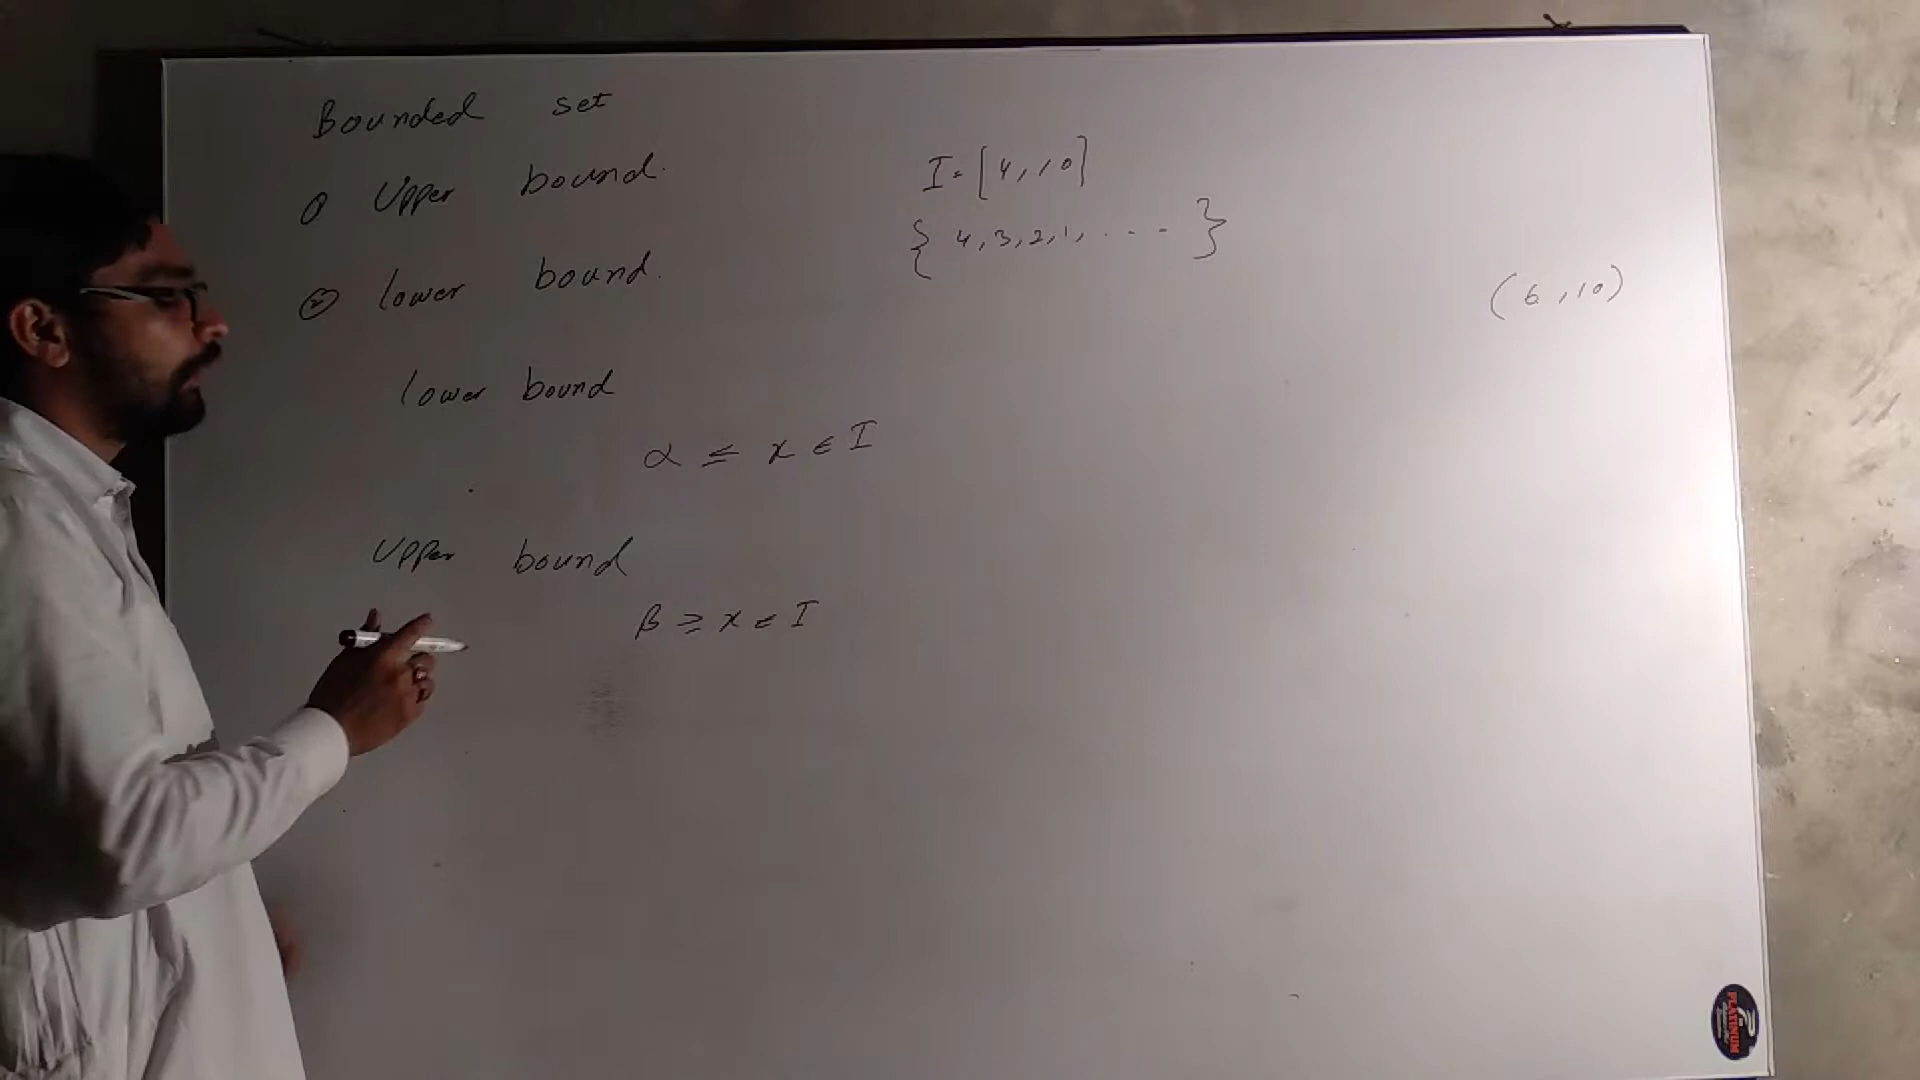 Bounded set
① Upper bound.
② lower bound.
I = [4, 10]
{ 4, 3, 2, 1, . . . . }
(6, 10)
lower bound
α ≤ x ∈ I
Upper bound
β ≥ x ∈ I
PLATINUM